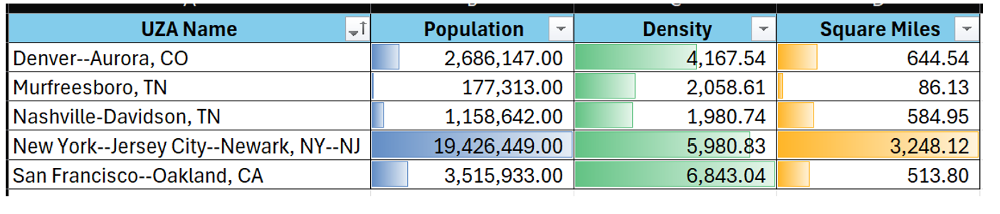 UZA Name Population Density Square Miles
Denver--Aurora, CO 2,686,147.00 4,167.54 644.54
Murfreesboro, TN 177,313.00 2,058.61 86.13
Nashville-Davidson, TN 1,158,642.00 1,980.74 584.95
New York--Jersey City--Newark, NY--NJ 19,426,449.00 5,980.83 3,248.12
San Francisco--Oakland, CA 3,515,933.00 6,843.04 513.80